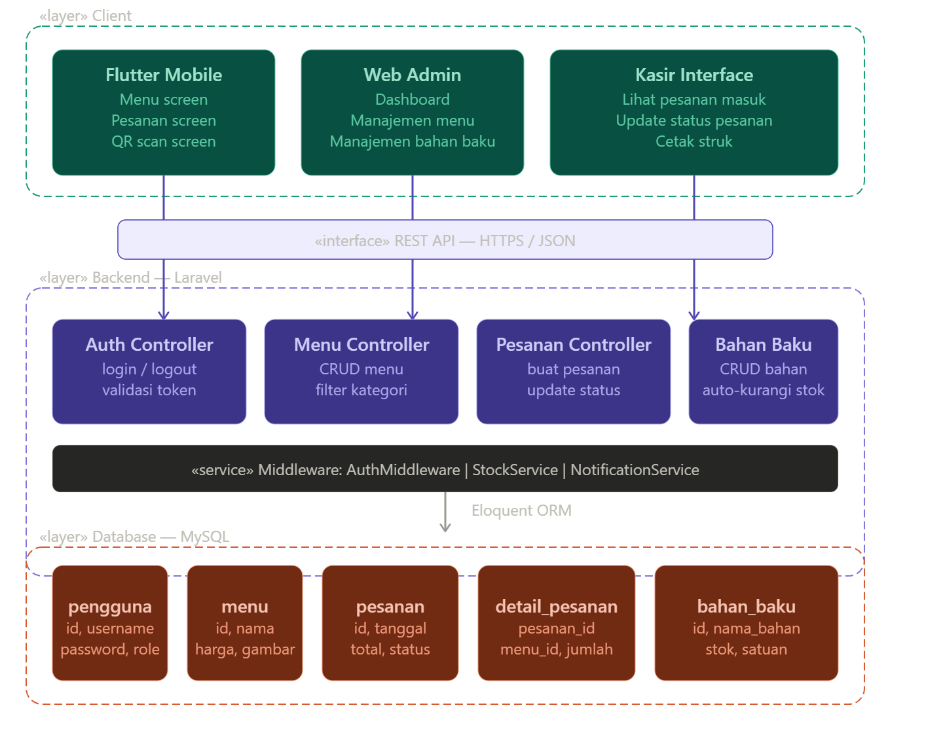 «layer» Client
Flutter Mobile
Menu screen
Pesanan screen
QR scan screen
Web Admin
Dashboard
Manajemen menu
Manajemen bahan baku
Kasir Interface
Lihat pesanan masuk
Update status pesanan
Cetak struk
«interface» REST API — HTTPS / JSON
«layer» Backend — Laravel
Auth Controller
login / logout
validasi token
Menu Controller
CRUD menu
filter kategori
Pesanan Controller
buat pesanan
update status
Bahan Baku
CRUD bahan
auto-kurangi stok
«service» Middleware: AuthMiddleware | StockService | NotificationService
Eloquent ORM
«layer» Database — MySQL
pengguna
id, username
password, role
menu
id, nama
harga, gambar
pesanan
id, tanggal
total, status
detail_pesanan
pesanan_id
menu_id, jumlah
bahan_baku
id, nama_bahan
stok, satuan